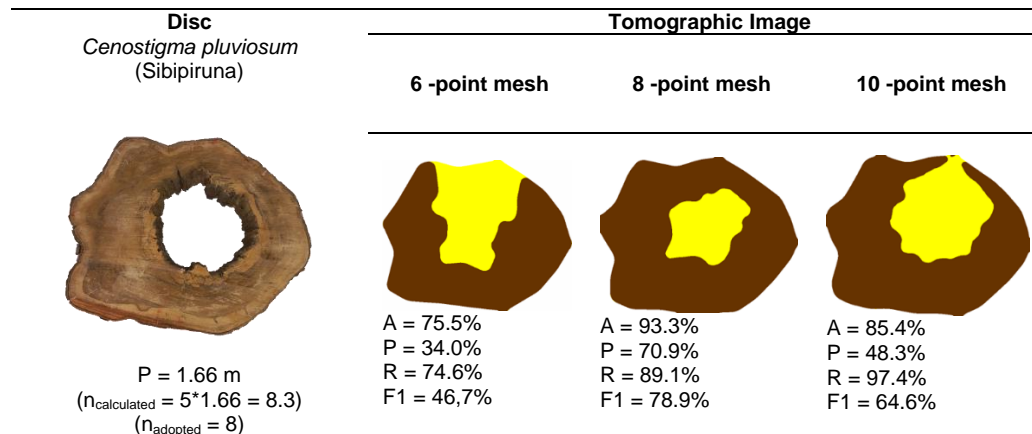 Disc
Cenostigma pluviosum
(Sibipiruna)
Tomographic Image
6 -point mesh
8 -point mesh
10 -point mesh
P = 1.66 m
(ncalculated = 5*1.66 = 8.3)
(nadopted = 8)
A = 75.5%
P = 34.0%
R = 74.6%
F1 = 46,7%
A = 93.3%
P = 70.9%
R = 89.1%
F1 = 78.9%
A = 85.4%
P = 48.3%
R = 97.4%
F1 = 64.6%